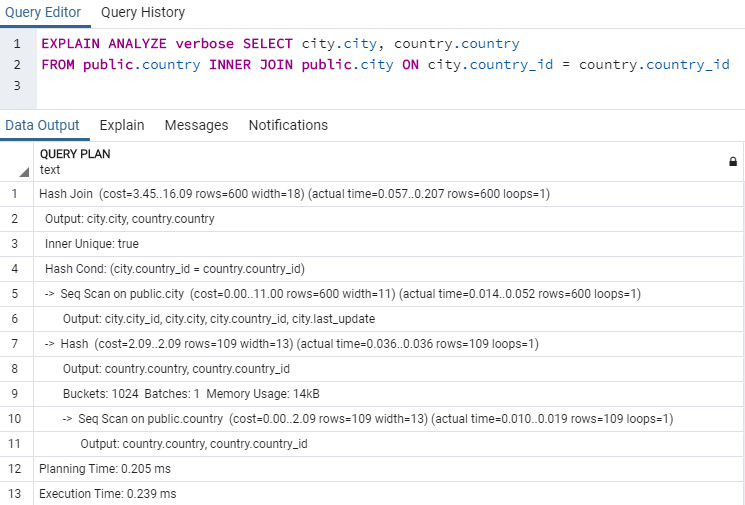 Query Editor Query History
1 EXPLAIN ANALYZE verbose SELECT city.city, country.country
2 FROM public.country INNER JOIN public.city ON city.country_id = country.country_id
3
Data Output Explain Messages Notifications
QUERY PLAN
text
1 Hash Join (cost=3.45..16.09 rows=600 width=18) (actual time=0.057..0.207 rows=600 loops=1)
2 Output: city.city, country.country
3 Inner Unique: true
4 Hash Cond: (city.country_id = country.country_id)
5 -> Seq Scan on public.city (cost=0.00..11.00 rows=600 width=11) (actual time=0.014..0.052 rows=600 loops=1)
6 Output: city.city_id, city.city, city.country_id, city.last_update
7 -> Hash (cost=2.09..2.09 rows=109 width=13) (actual time=0.036..0.036 rows=109 loops=1)
8 Output: country.country, country.country_id
9 Buckets: 1024 Batches: 1 Memory Usage: 14kB
10 -> Seq Scan on public.country (cost=0.00..2.09 rows=109 width=13) (actual time=0.010..0.019 rows=109 loops=1)
11 Output: country.country, country.country_id
12 Planning Time: 0.205 ms
13 Execution Time: 0.239 ms